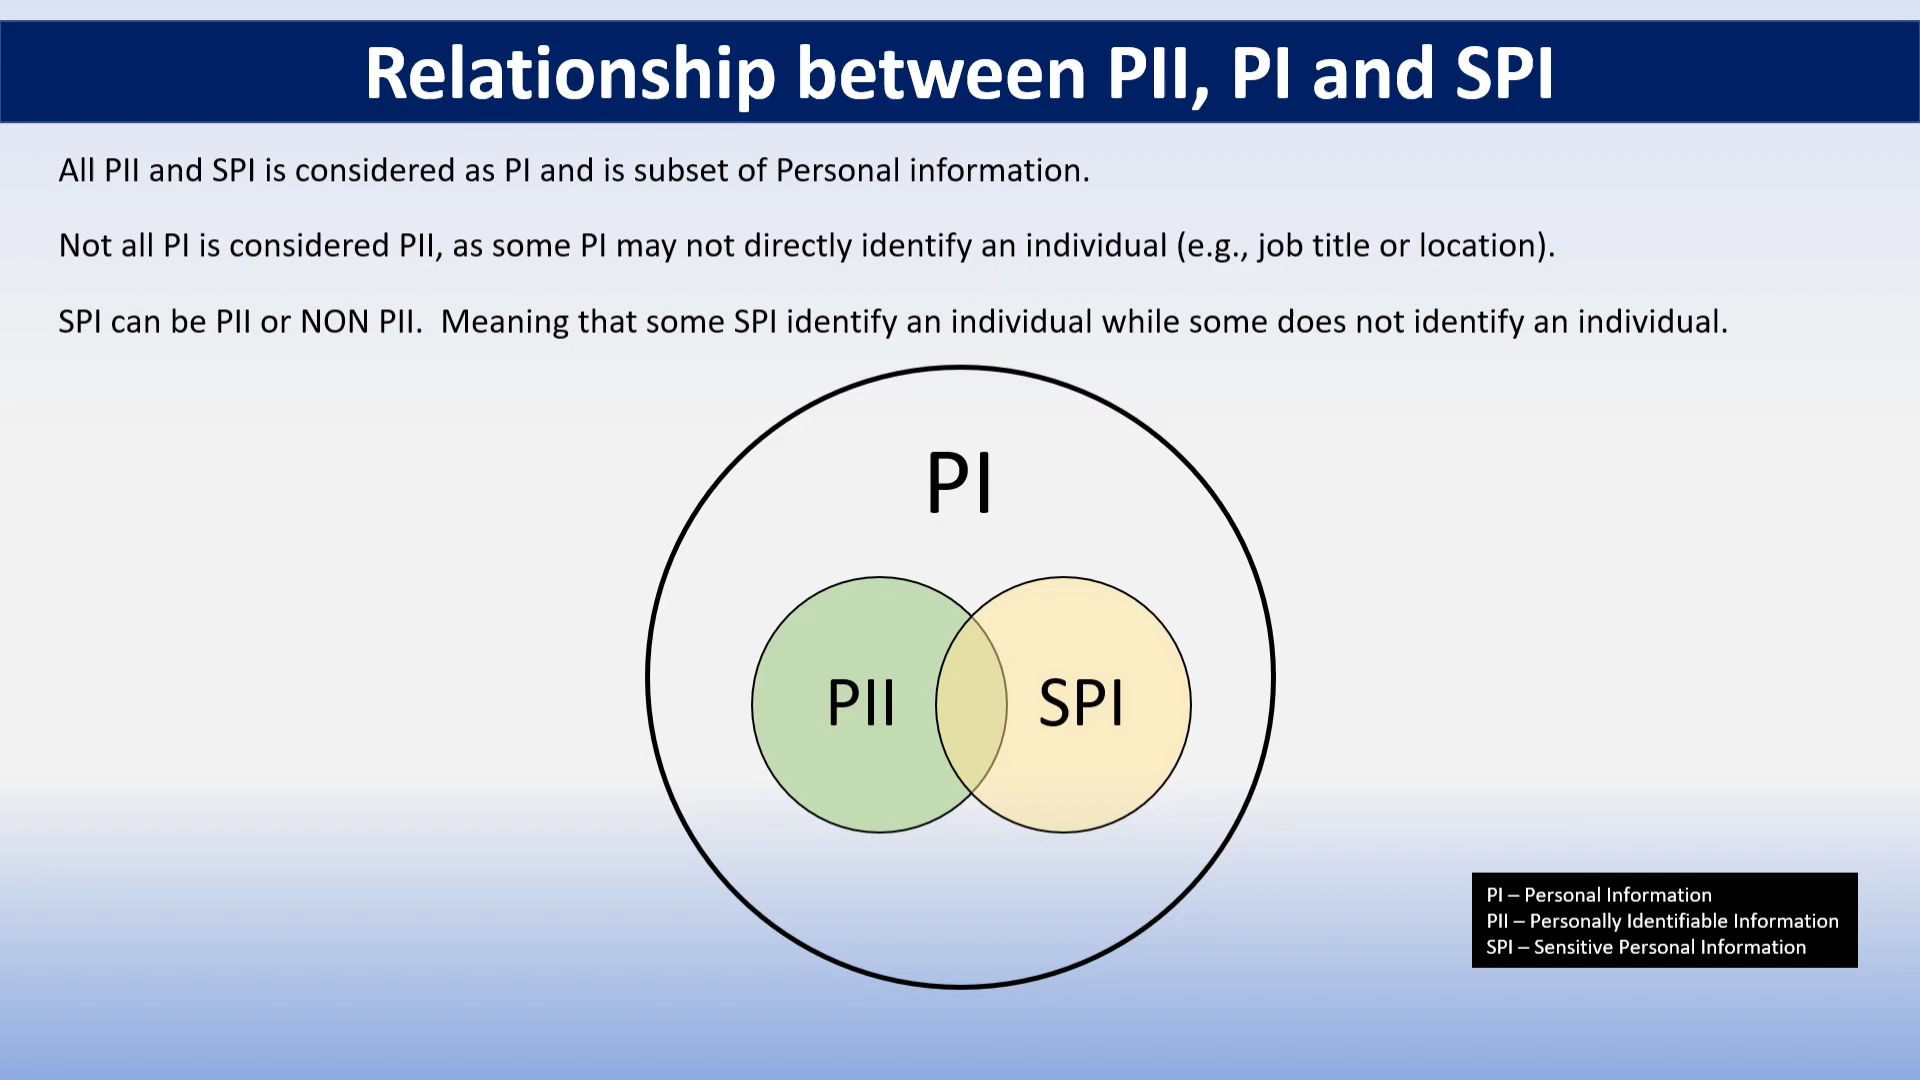 Relationship between PII, PI and SPI
All PII and SPI is considered as PI and is subset of Personal information.
Not all PI is considered PII, as some PI may not directly identify an individual (e.g., job title or location).
SPI can be PII or NON PII.  Meaning that some SPI identify an individual while some does not identify an individual.
PI
PII
SPI
PI – Personal Information
PII – Personally Identifiable Information
SPI – Sensitive Personal Information